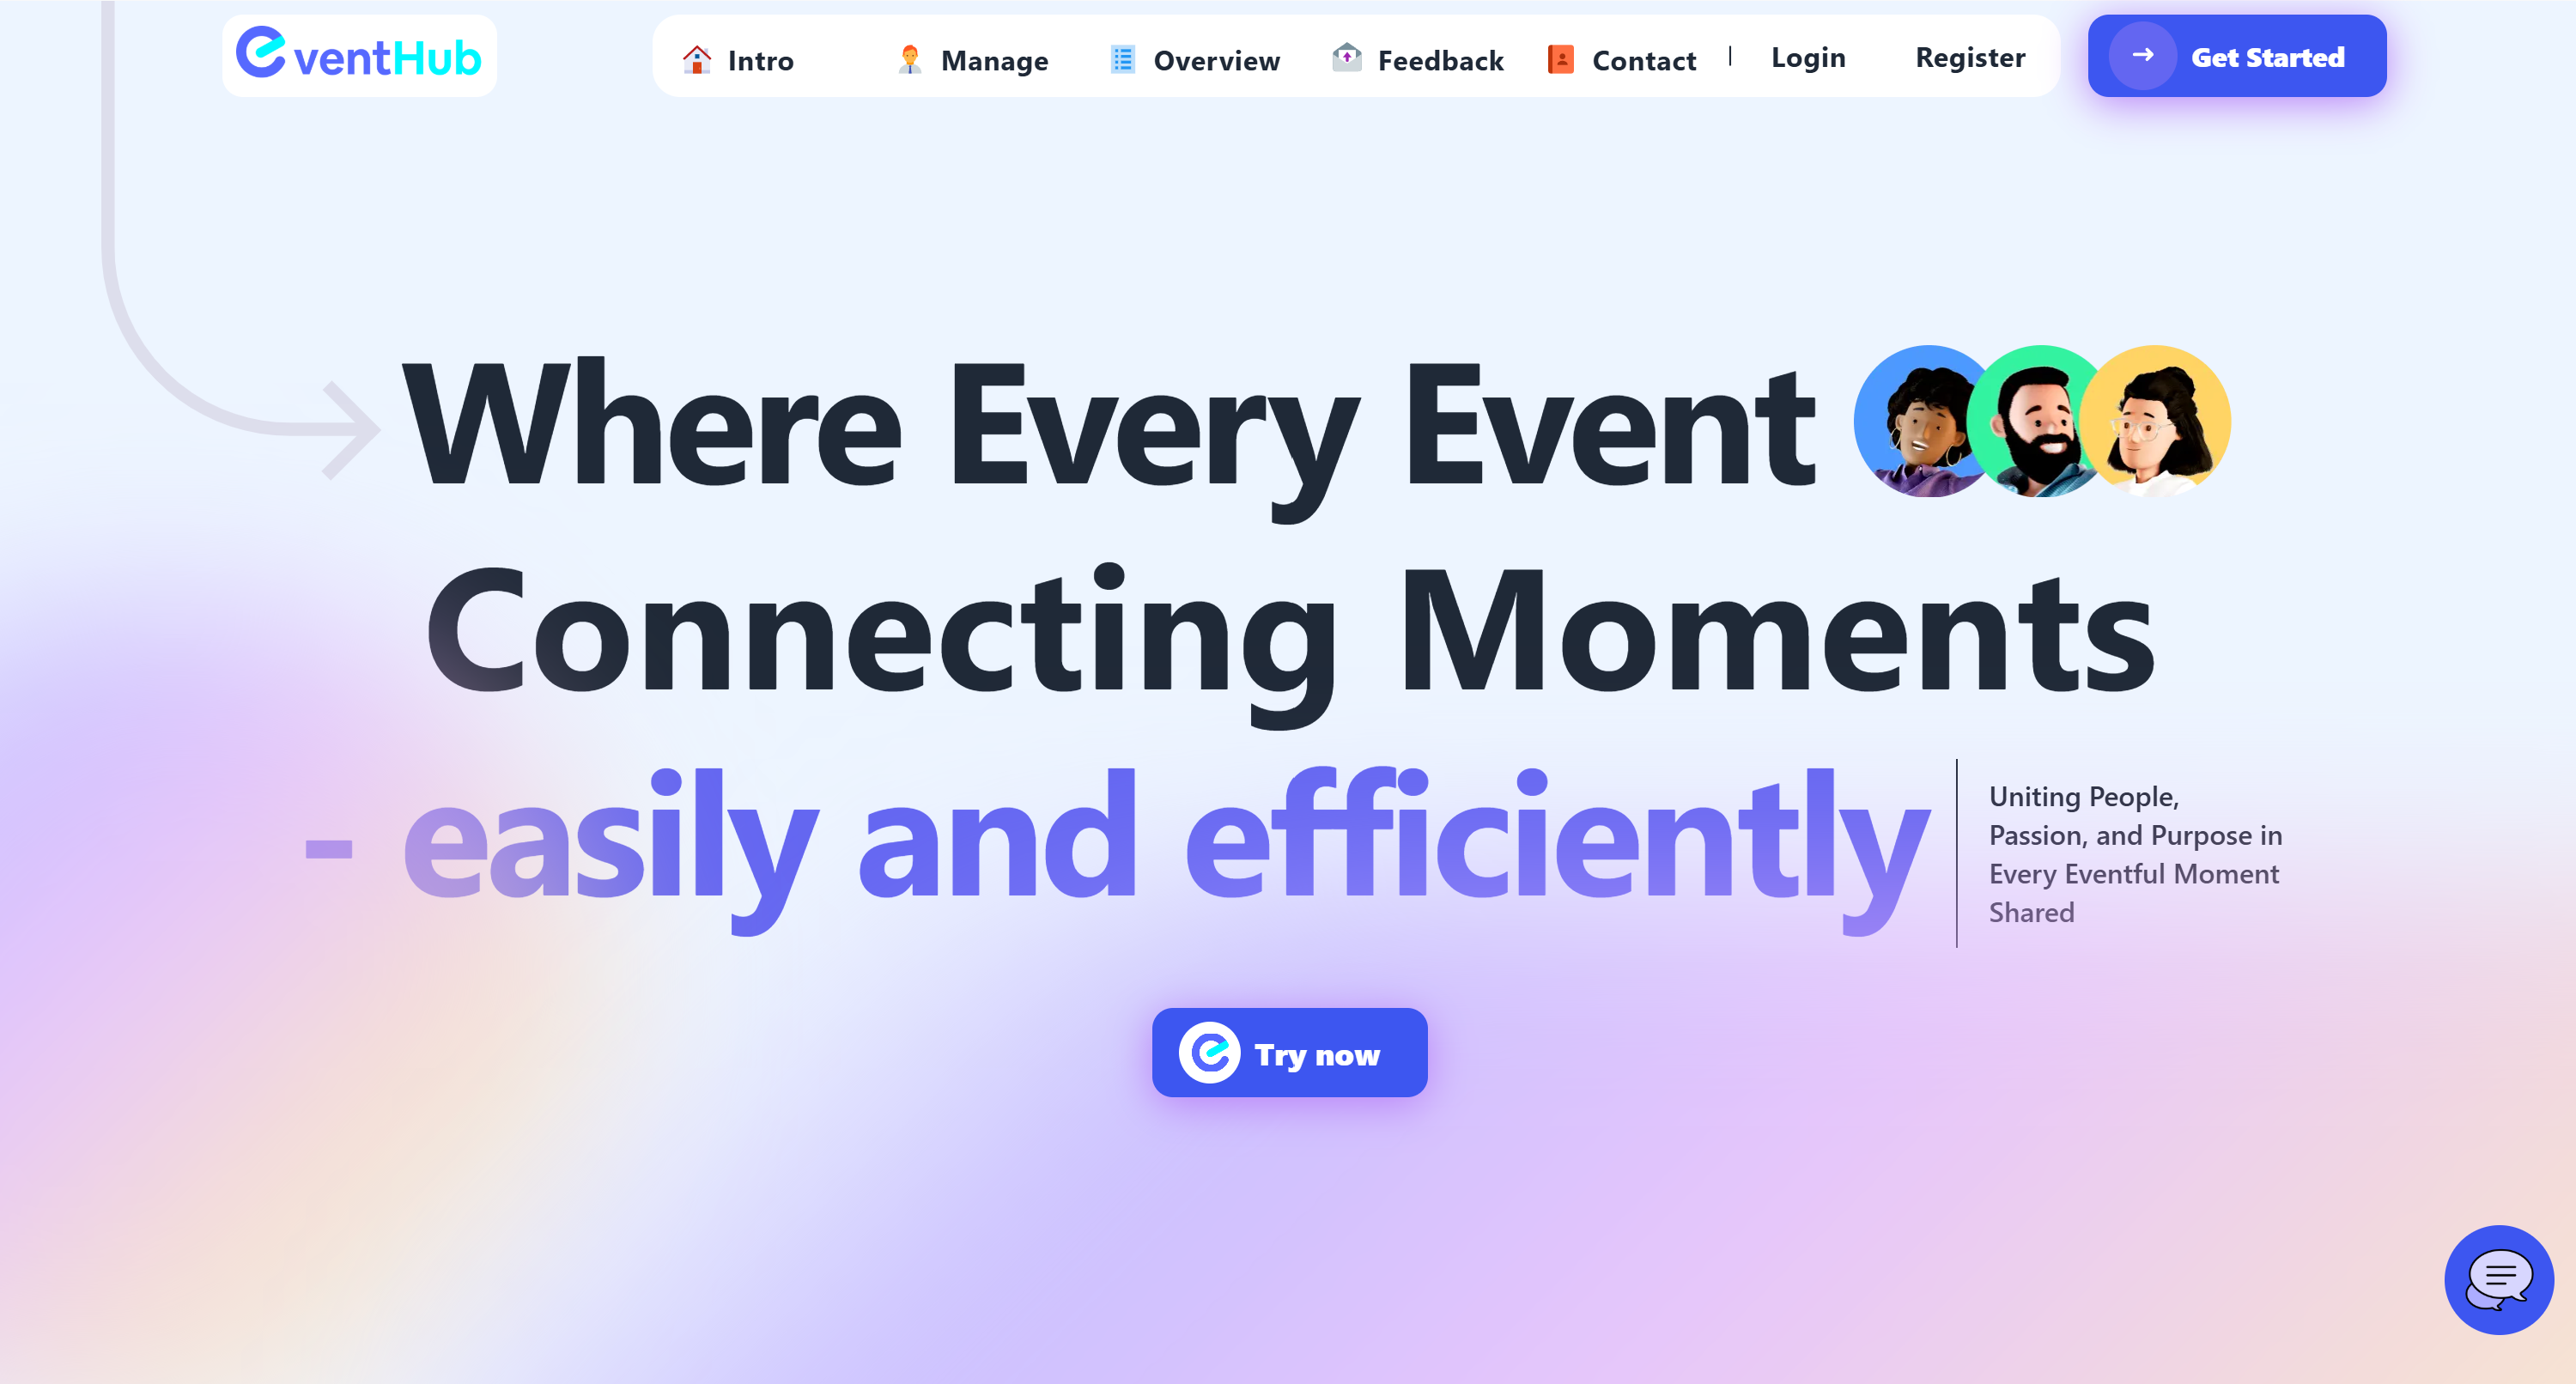 eventHub
Intro
Manage
Overview
Feedback
Contact
Login
Register
Get Started
Where Every Event
Connecting Moments
- easily and efficiently
Uniting People,
Passion, and Purpose in
Every Eventful Moment
Shared
Try now